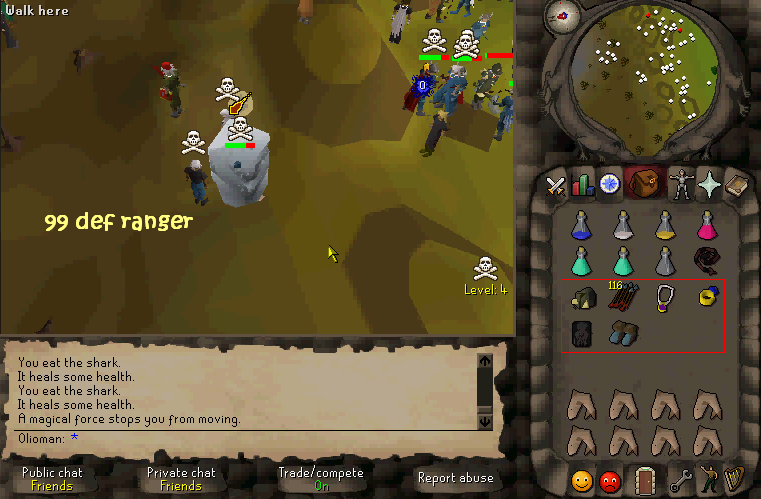 Walk here
0
99 def ranger
Level: 4
116
You eat the shark.
It heals some health.
You eat the shark.
It heals some health.
A magical force stops you from moving.
Olioman: *
Public chat
Friends
Private chat
Friends
Trade/compete
On
Report abuse